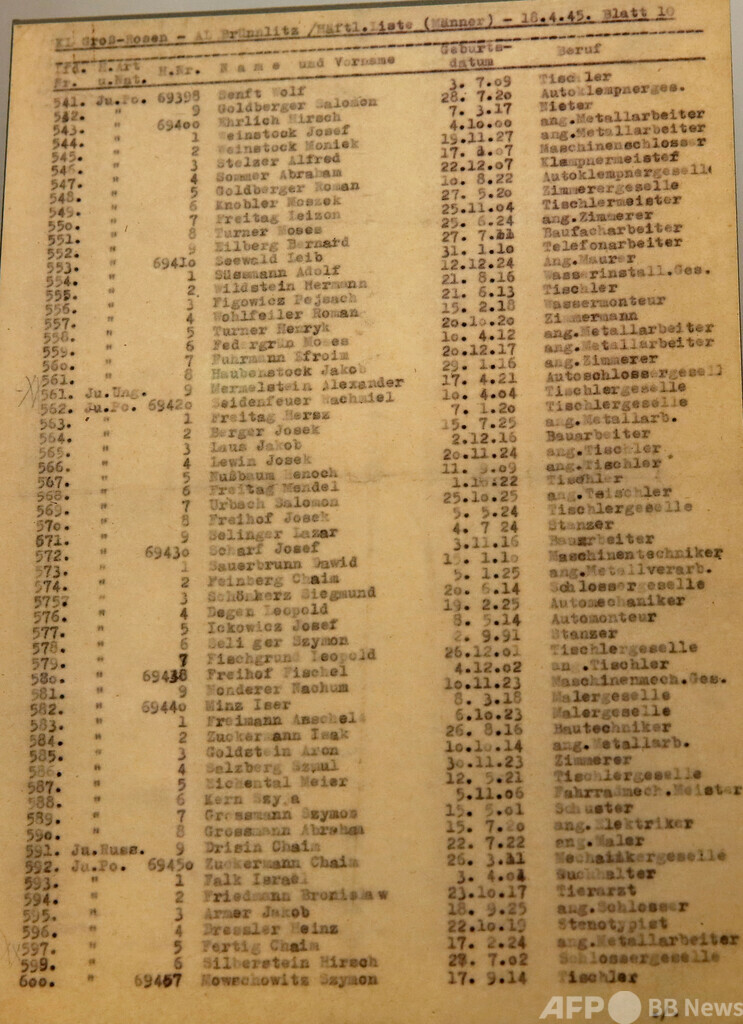 KL Groß-Rosen - AL Brünnlitz /Häftl.Liste (Männer) - 18.4.45. Blatt 10
Lfd. H.Art H.Nr. Name und Vorname Geburts- Beruf
Nr. u.Nat. datum
541. Ju.Po. 69398 Senft Wolf 3. 7.09 Tischler
542. " 9 Goldberger Salomon 28. 7.20 Autoklempnerges.
543. " 69400 Ehrlich Hirsch 7. 3.17 Nieter
544. " 1 Weinstock Josef 4.10.00 ang.Metallarbeiter
545. " 2 Weinstock Moniek 19.11.27 ang.Metallarbeiter
546. " 3 Stelzer Alfred 17. 1.07 Maschinenschlosser
547. " 4 Sommer Abraham 22.12.07 Klempnermeister
548. " 5 Goldberger Roman 10. 8.22 Autoklempnergeselle
549. " 6 Knobler Moszek 27. 5.20 Zimmerergeselle
550. " 7 Freitag Leizon 25.11.04 Tischlermeister
551. " 8 Turner Moses 25. 6.24 ang.Zimmerer
552. " 9 Eilberg Bernard 27. 7.11 Baufacharbeiter
553. " 69410 Seewald Leib 31. 1.10 Telefonarbeiter
554. " 1 Süssmann Adolf 12.12.24 Ang.Maurer
555. " 2 Wildstein Hermann 21. 8.16 Wasserinstall.Ges.
556. " 3 Figowicz Pejsach 21. 6.13 Tischler
557. " 4 Wohlfeiler Roman 15. 2.18 Wassermonteur
558. " 5 Turner Henryk 20.10.20 Zimmermann
559. " 6 Federgrün Moses 10. 4.12 ang.Metallarbeiter
560. " 7 Fuhrmann Efroim 20.12.17 ang.Metallarbeiter
561. " 8 Haubenstock Jakob 29. 1.16 ang.Zimmerer
561. Ju.Ung. 9 Mermelstein Alexander 17. 4.21 Autoschlossergesell
562. Ju.Po. 69420 Seidenfeuer Nachmiel 10. 4.04 Tischlergeselle
563. " 1 Freitag Hersz 7. 1.20 Tischlergeselle
564. " 2 Berger Josek 15. 7.25 ang.Metallarb.
565. " 3 Laus Jakob 2.12.16 Bauarbeiter
566. " 4 Lewin Josek 20.11.24 ang.Tischler
567. " 5 Nußbaum Henoch 11. 9.09 ang.Tischler
568. " 6 Freitag Mendel 1.10.22 Tischler
569. " 7 Urbach Salomon 25.10.25 ang.Teischler
570. " 8 Freihof Josek 5. 5.24 Tischlergeselle
671. " 9 Selinger Lazar 4. 7 24 Stanzer
572. " 69430 Scharf Josef 3.11.16 Bauarbeiter
573. " 1 Sauerbrunn Dawid 15. 1.10 Maschinentechniker
574. " 2 Feinberg Chaim 5. 1.25 ang.Metallverarb.
575. " 3 Schönherz Siegmund 20. 6.14 Schlossergeselle
576. " 4 Degen Leopold 19. 2.25 Automechaniker
577. " 5 Ickowicz Josef 8. 5.14 Automonteur
578. " 6 Seli ger Szymon 2. 9.91 Stanzer
579. " 7 Fischgrund Leopold 26.12.01 Tischlergeselle
580. " 69438 Freihof Fischel 4.12.02 an .Tischler
581. " 9 Wonderer Nachum 10.11.23 Maschinenmech.Ges.
582. " 69440 Minz Iser 8. 3.18 Malergeselle
583. " 1 Freimann Anschel 6.10.23 Malergeselle
584. " 2 Zuckermann Isak 26. 8.16 Bautechniker
585. " 3 Goldstein Aron 10.10.14 ang.Metallarb.
586. " 4 Salzberg Szmul 30.11.23 Zimmerer
587. " 5 Eichental Meier 12. 5.21 Tischlergeselle
588. " 6 Kern Szyja 5.11.06 Fahrradmech.Meister
589. " 7 Grossmann Szymon 15. 5.01 Schuster
590. " 8 Grossmann Abraham 15. 7.20 ang.Elektriker
591. Ju.Russ. 9 Drisin Chaim 22. 7.22 ang.Maler
592. Ju.Po. 69450 Zuckermann Chaim 26. 3.11 Mechanikergeselle
593. " 1 Falk Israel 3. 4.04 Buchhalter
594. " 2 Friedmann Bronislaw 23.10.17 Tierarzt
595. " 3 Armer Jakob 18. 9.25 ang.Schlosser
596. " 4 Dressler Heinz 22.10.19 Stenotypist
597. " 5 Fertig Chaim 17. 2.24 ang.Metallarbeiter
599. " 6 Silberstein Hirsch 27. 7.02 Schlossergeselle
600. " 69457 Nowschowitz Szymon 17. 9.14 Tischler
AFP BB News